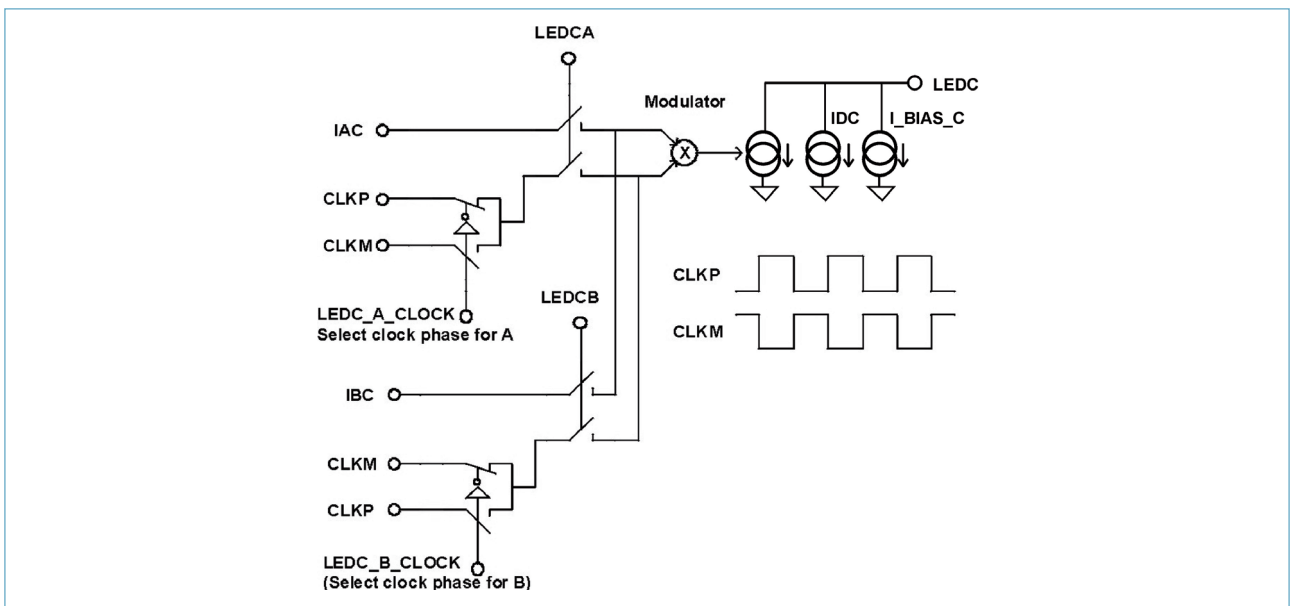 LEDCA
LEDC
Modulator
IDC
I_BIAS_C
IAC
X
CLKP
CLKM
LEDC_A_CLOCK
Select clock phase for A
LEDCB
CLKP
CLKM
IBC
CLKM
CLKP
LEDC_B_CLOCK
(Select clock phase for B)